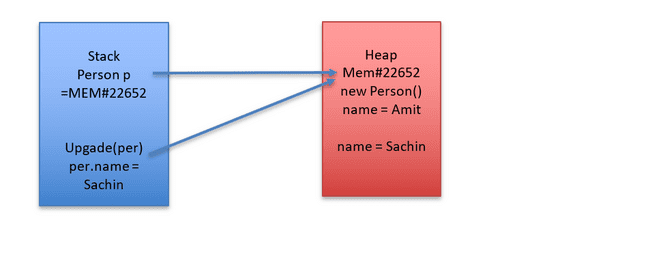 Stack
Person p
=MEM#22652
Upgade(per)
per.name =
Sachin
Heap
Mem#22652
new Person()
name = Amit
name = Sachin